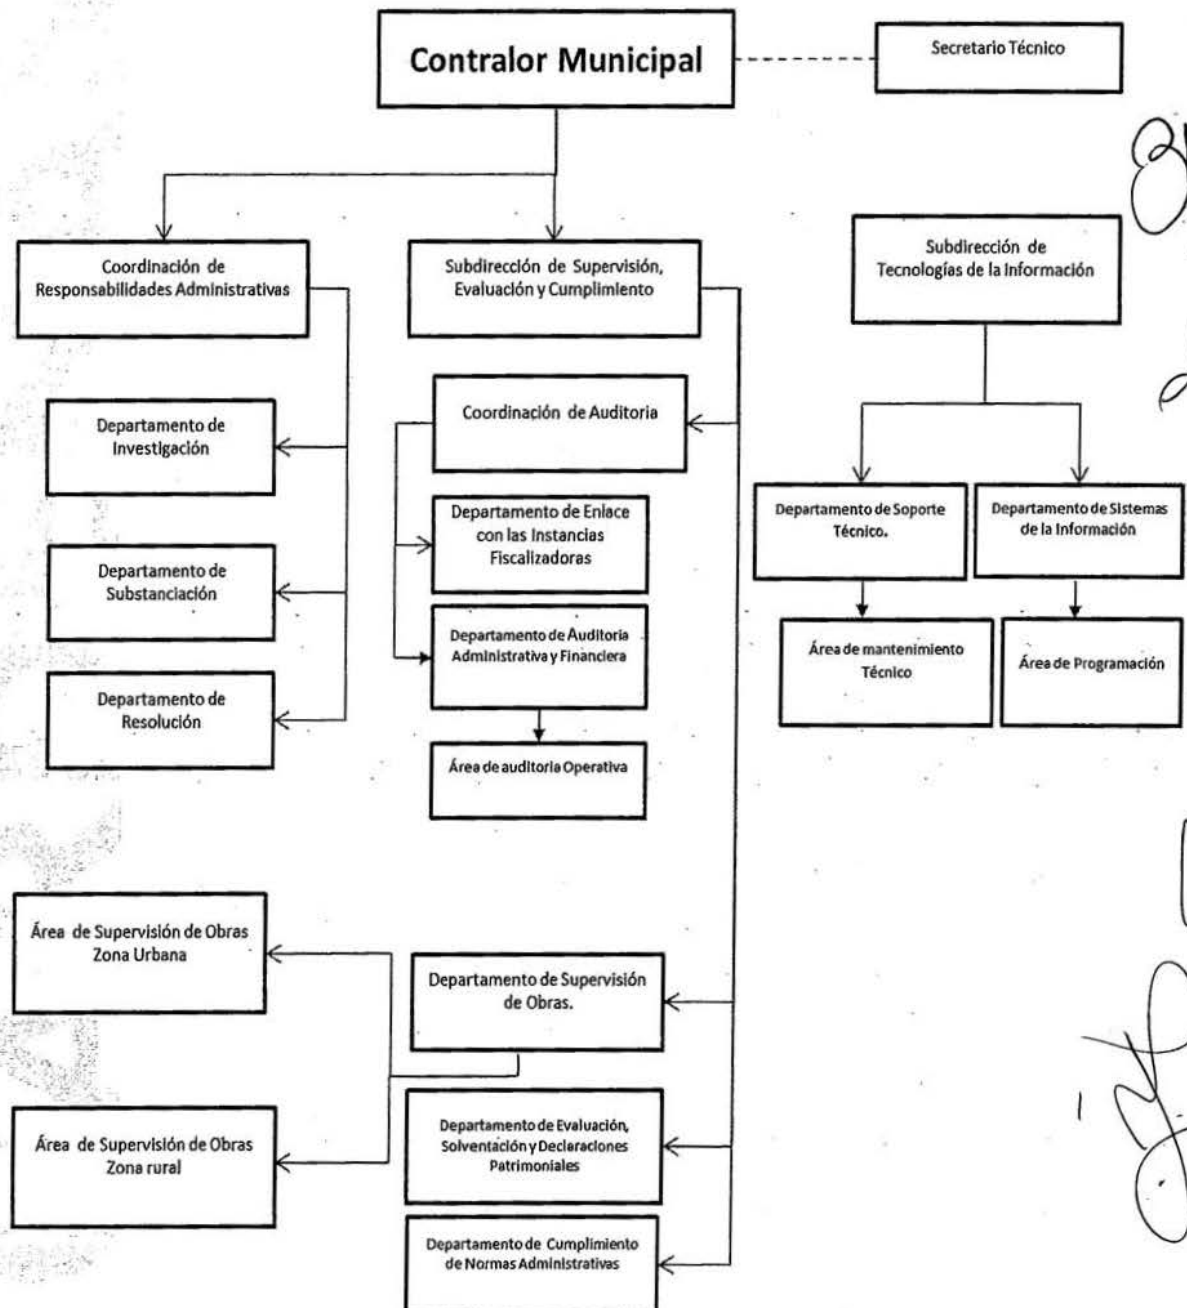 Contralor Municipal
Secretario Técnico
Coordinación de
Responsabilidades Administrativas
Subdirección de Supervisión,
Evaluación y Cumplimiento
Subdirección de
Tecnologías de la Información
Departamento de
Investigación
Departamento de
Substanciación
Departamento de
Resolución
Coordinación de Auditoria
Departamento de Enlace
con las Instancias
Fiscalizadoras
Departamento de Auditoria
Administrativa y Financiera
Área de auditoria Operativa
Departamento de Soporte
Técnico.
Departamento de Sistemas
de la Información
Área de mantenimiento
Técnico
Área de Programación
Área de Supervisión de Obras
Zona Urbana
Área de Supervisión de Obras
Zona rural
Departamento de Supervisión
de Obras.
Departamento de Evaluación,
Solventación y Declaraciones
Patrimoniales
Departamento de Cumplimiento
de Normas Administrativas